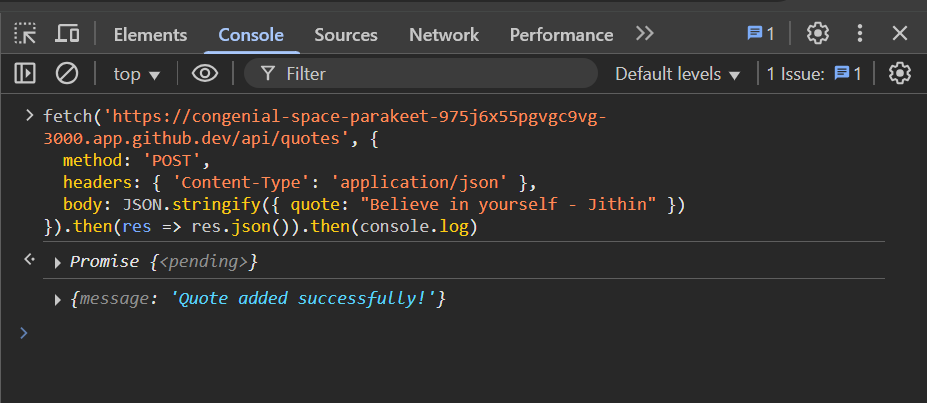 Elements Console Sources Network Performance 1
top Filter Default levels 1 Issue: 1
fetch('https://congenial-space-parakeet-975j6x55pgvgc9vg-
3000.app.github.dev/api/quotes', {
method: 'POST',
headers: { 'Content-Type': 'application/json' },
body: JSON.stringify({ quote: "Believe in yourself - Jithin" })
}).then(res => res.json()).then(console.log)
Promise {<pending>}
{message: 'Quote added successfully!'}